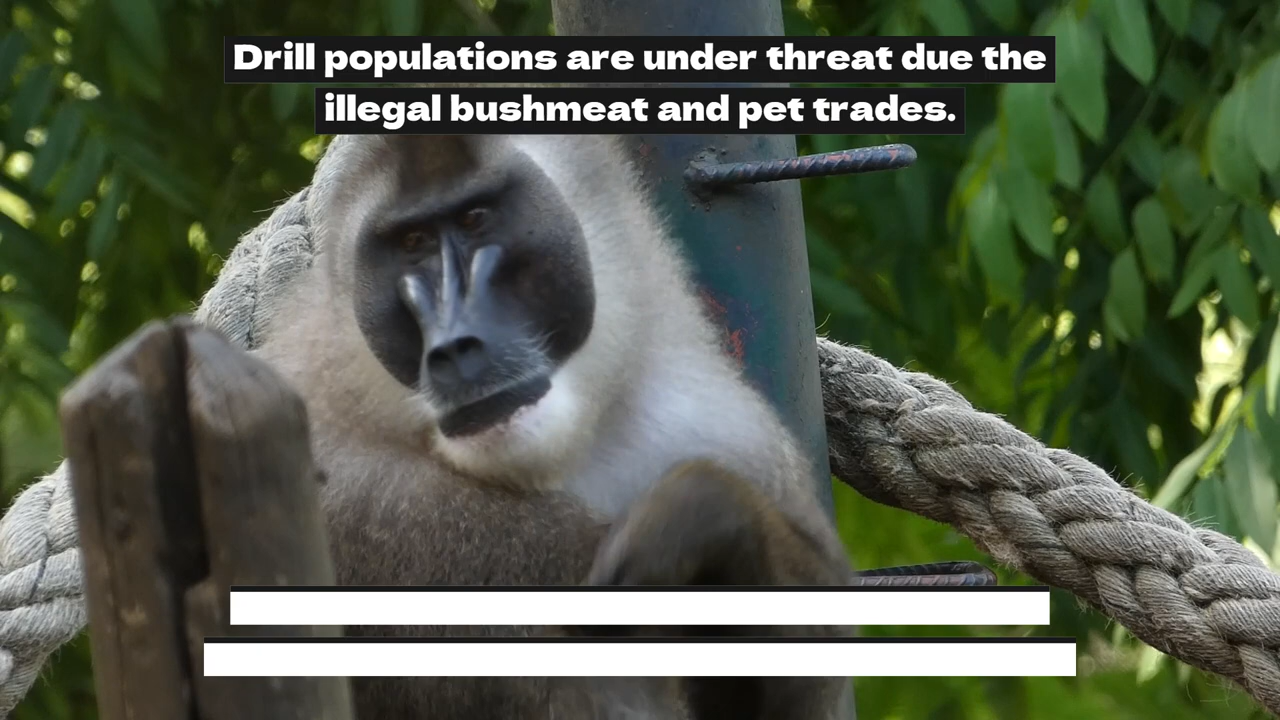 Drill populations are under threat due the
illegal bushmeat and pet trades.